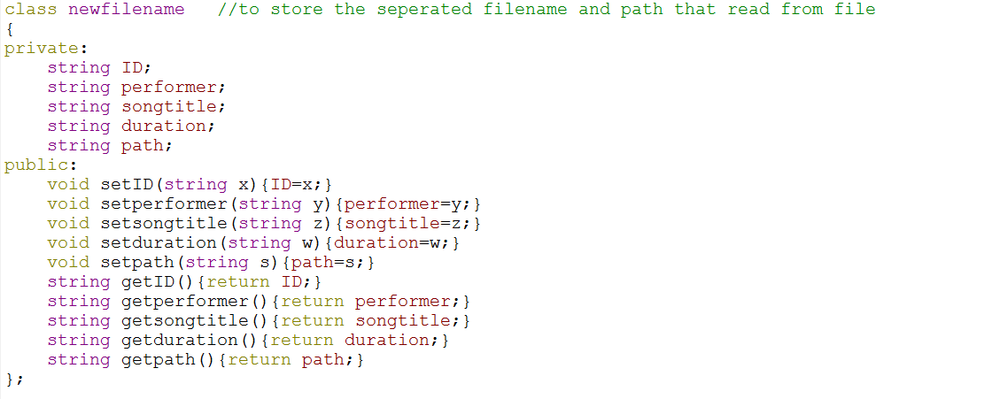 class newfilename   //to store the seperated filename and path that read from file
{
private:
    string ID;
    string performer;
    string songtitle;
    string duration;
    string path;
public:
    void setID(string x){ID=x;}
    void setperformer(string y){performer=y;}
    void setsongtitle(string z){songtitle=z;}
    void setduration(string w){duration=w;}
    void setpath(string s){path=s;}
    string getID(){return ID;}
    string getperformer(){return performer;}
    string getsongtitle(){return songtitle;}
    string getduration(){return duration;}
    string getpath(){return path;}
};